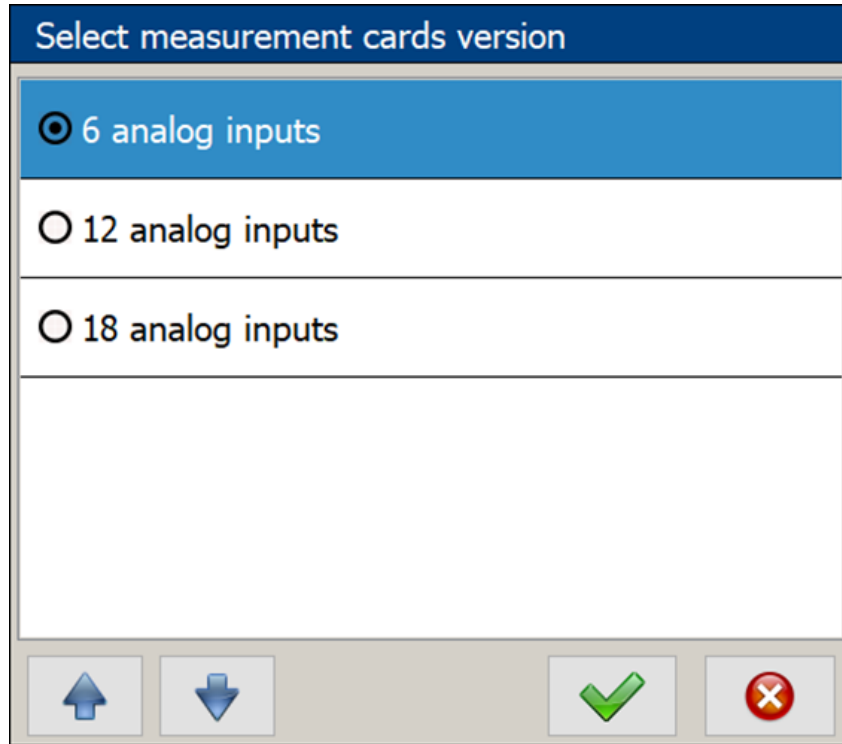 Select measurement cards version
6 analog inputs
12 analog inputs
18 analog inputs